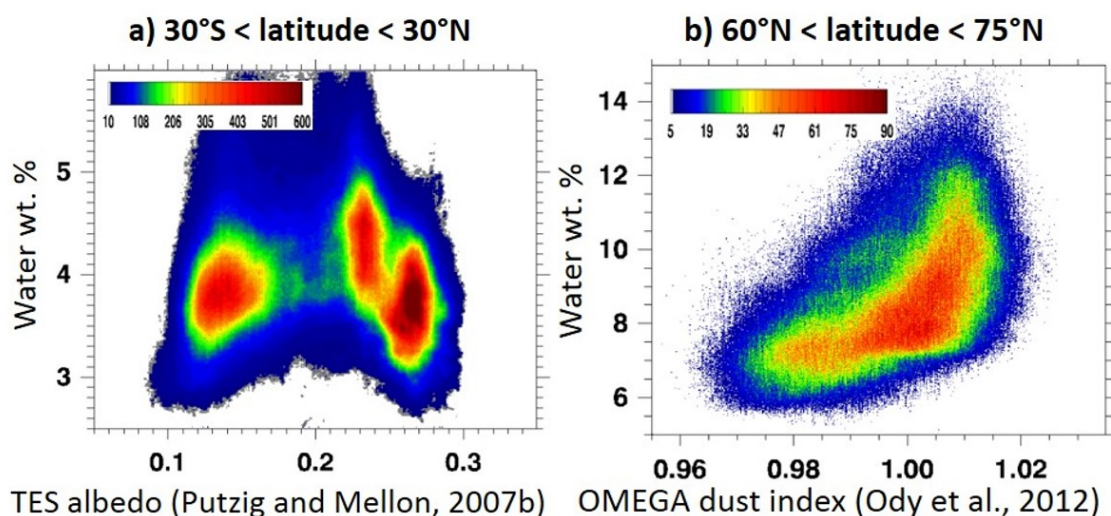 a) 30°S < latitude < 30°N
b) 60°N < latitude < 75°N
10 108 206 305 403 501 600
5 19 33 47 61 75 90
Water wt. %
5
4
3
0.1 0.2 0.3
TES albedo (Putzig and Mellon, 2007b)
Water wt. %
14
12
10
8
6
0.96 0.98 1.00 1.02
OMEGA dust index (Ody et al., 2012)